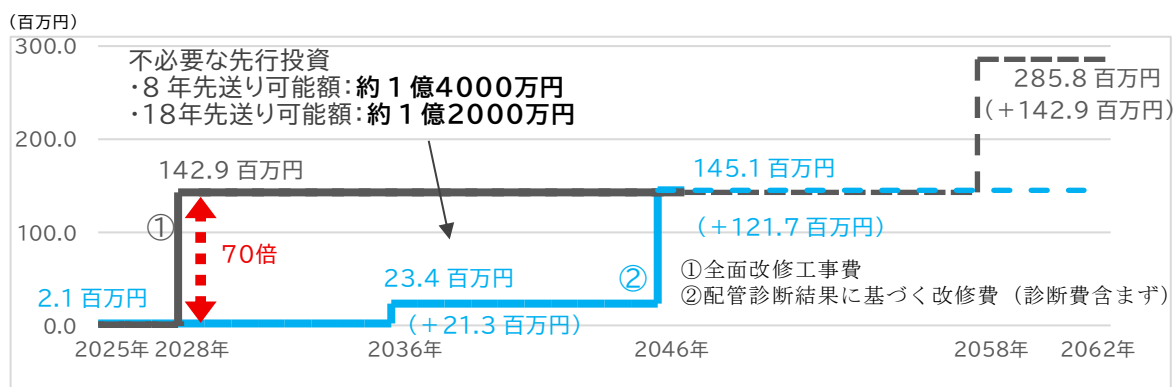 （百万円）
300.0
不必要な先行投資
・8年先送り可能額：約１億4000万円
・18年先送り可能額：約１億2000万円
285.8 百万円
（＋142.9 百万円）
200.0
142.9 百万円
145.1 百万円
①
100.0
70倍
（＋121.7 百万円）
23.4 百万円
②
①全面改修工事費
②配管診断結果に基づく改修費（診断費含まず）
2.1 百万円
（＋21.3 百万円）
0.0
2025年 2028年 2036年 2046年 2058年 2062年